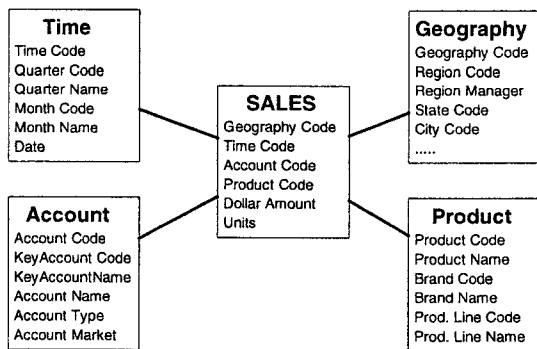 Time
Time Code
Quarter Code
Quarter Name
Month Code
Month Name
Date
Geography
Geography Code
Region Code
Region Manager
State Code
City Code
.....
SALES
Geography Code
Time Code
Account Code
Product Code
Dollar Amount
Units
Account
Account Code
KeyAccount Code
KeyAccountName
Account Name
Account Type
Account Market
Product
Product Code
Product Name
Brand Code
Brand Name
Prod. Line Code
Prod. Line Name